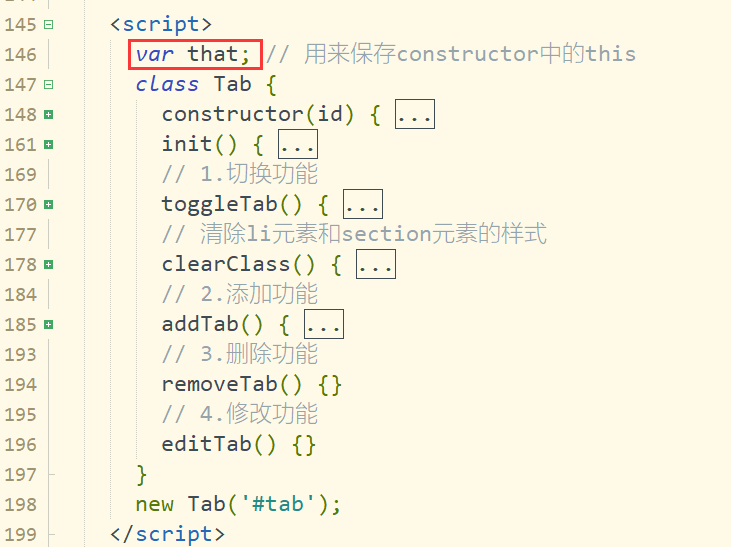 145 <script>
146 var that; // 用来保存constructor中的this
147 class Tab {
148 constructor(id) { ...
161 init() { ...
169 // 1.切换功能
170 toggleTab() { ...
177 // 清除li元素和section元素的样式
178 clearClass() { ...
184 // 2.添加功能
185 addTab() { ...
193 // 3.删除功能
194 removeTab() {}
195 // 4.修改功能
196 editTab() {}
197 }
198 new Tab('#tab');
199 </script>